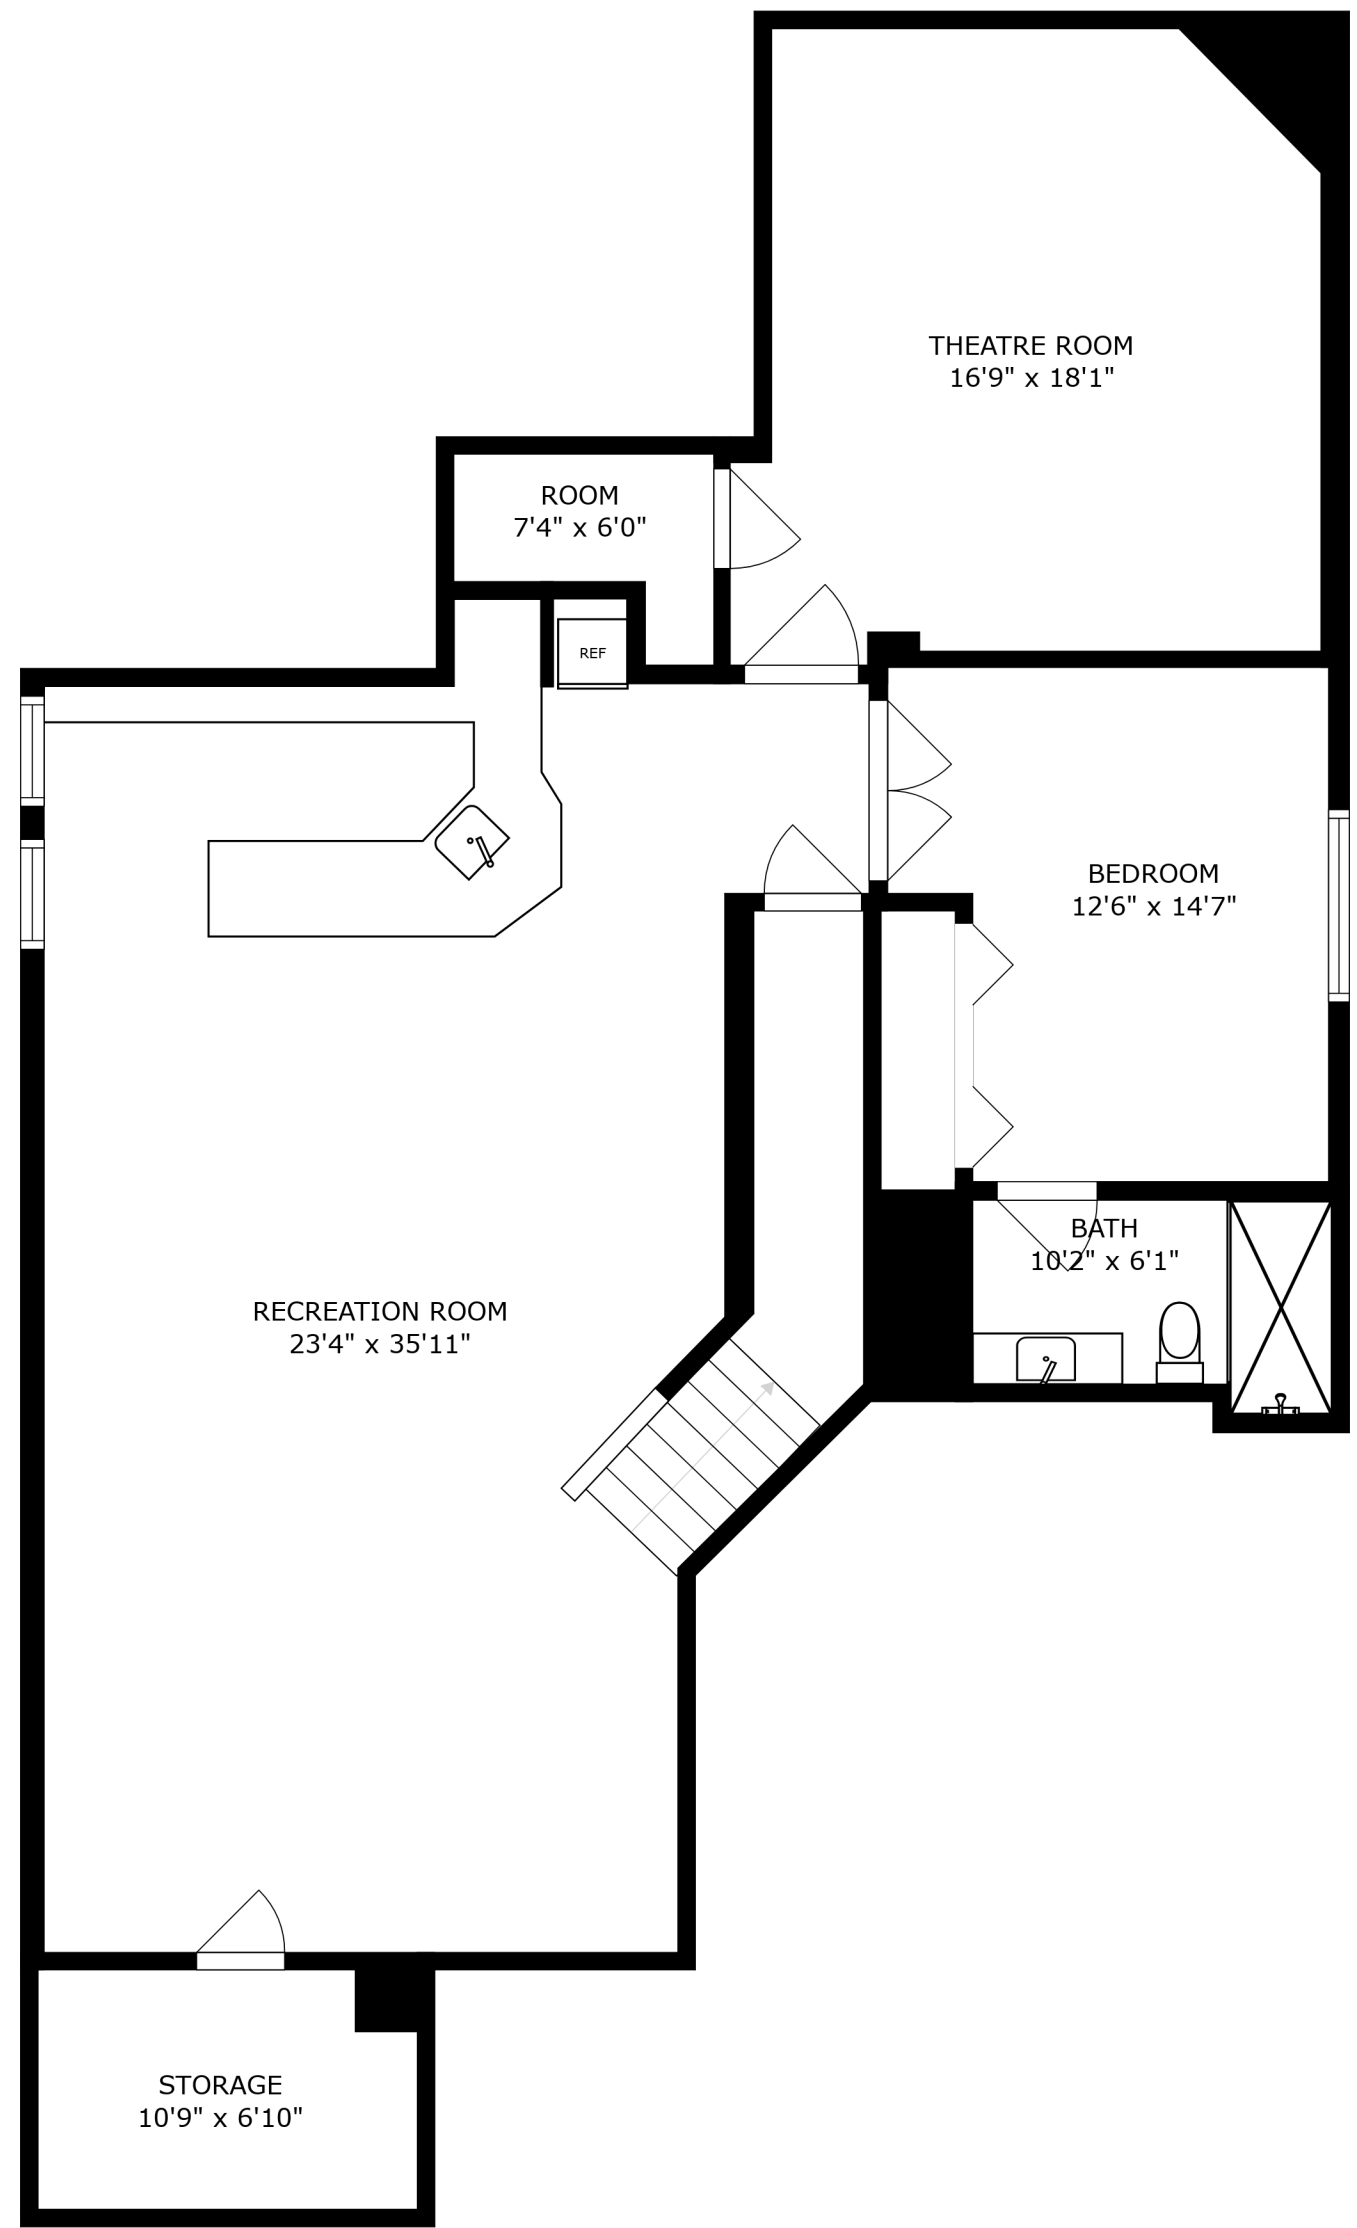 THEATRE ROOM
16'9" x 18'1"
ROOM
7'4" x 6'0"
REF
BEDROOM
12'6" x 14'7"
BATH
10'2" x 6'1"
RECREATION ROOM
23'4" x 35'11"
STORAGE
10'9" x 6'10"